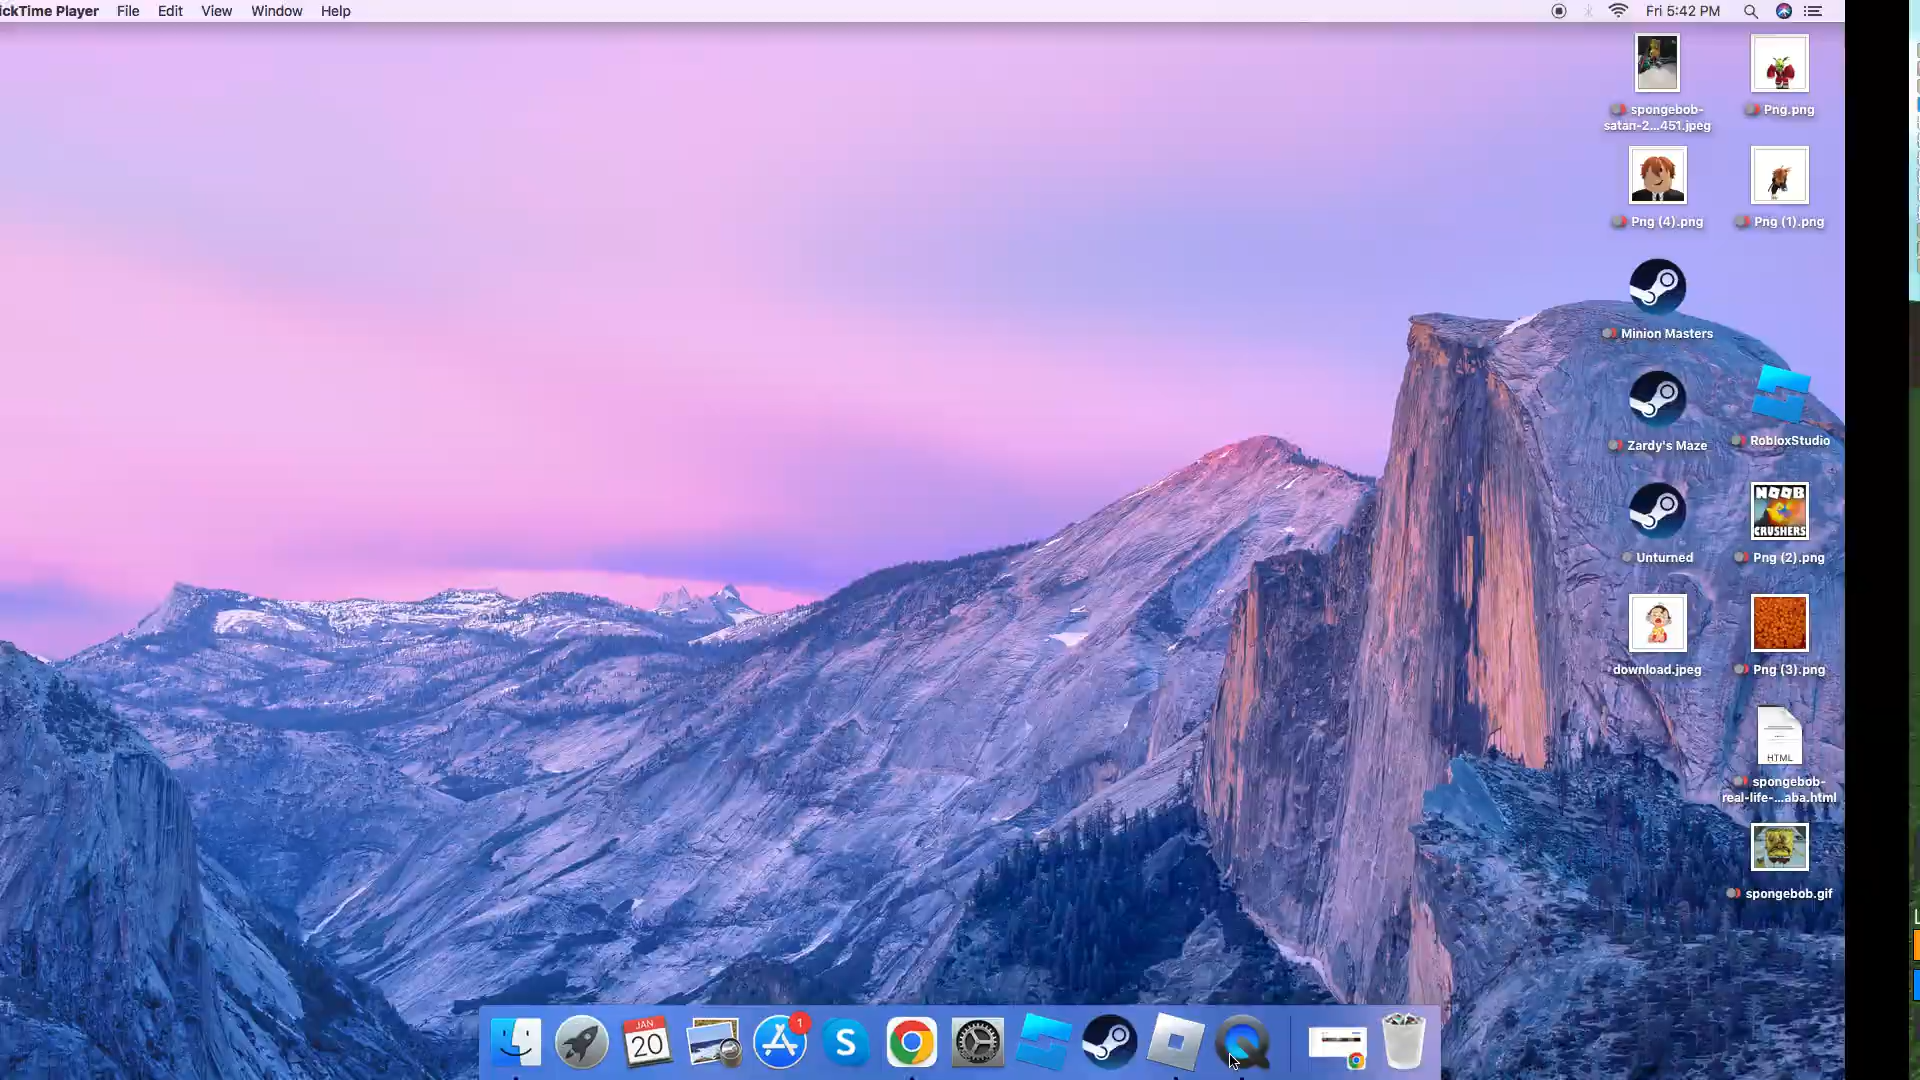 ickTime Player File Edit View Window Help Fri 5:42 PM
spongebob-
satan-2...451.jpeg
Png.png
Png (4).png
Png (1).png
Minion Masters
Zardy's Maze
RobloxStudio
NOOB
CRUSHERS
Unturned
Png (2).png
download.jpeg
Png (3).png
HTML
spongebob-
real-life-...aba.html
spongebob.gif
JAN
20
1
S